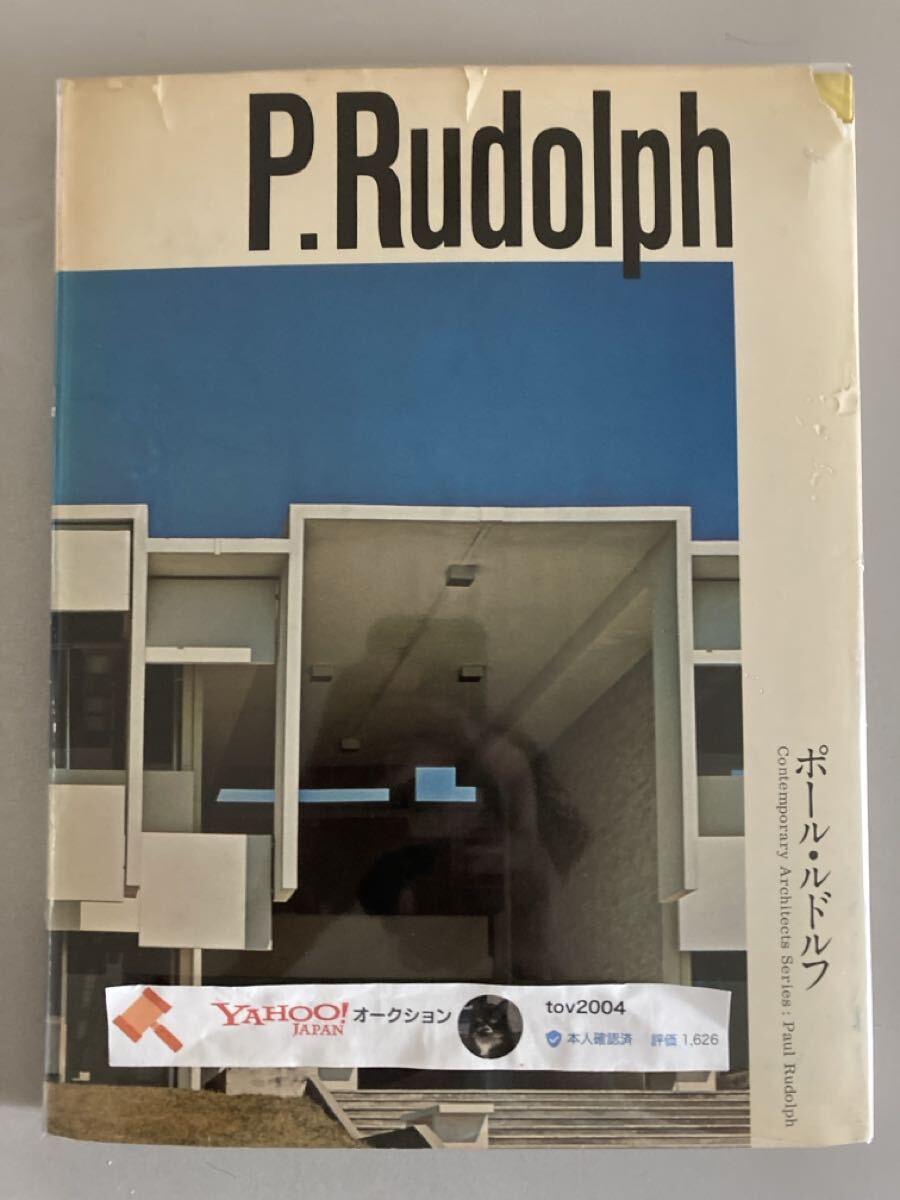 P.Rudolph
ポール・ルドルフ
Contemporary Architects Series: Paul Rudolph
YAHOO!
JAPAN
オークション
tov2004
本人確認済 評価 1,626